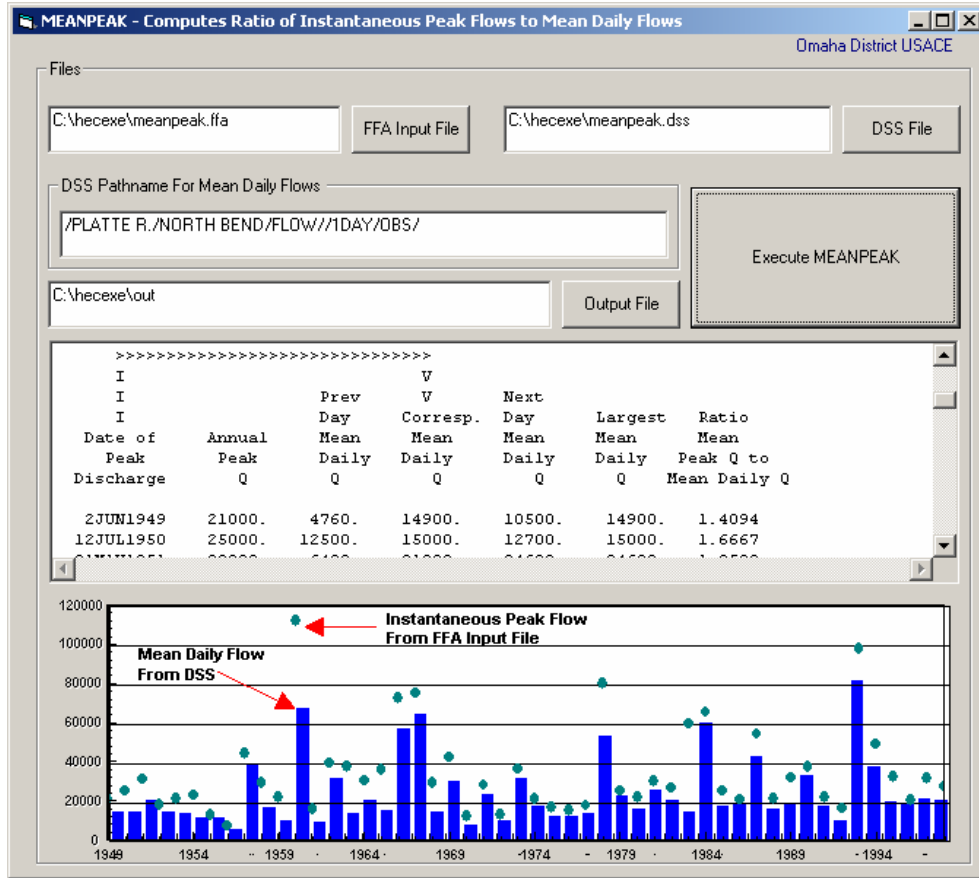 MEANPEAK - Computes Ratio of Instantaneous Peak Flows to Mean Daily Flows
Omaha District USACE
Files
C:\hecexe\meanpeak.ffa
FFA Input File
C:\hecexe\meanpeak.dss
DSS File
DSS Pathname For Mean Daily Flows
/PLATTE R./NORTH BEND/FLOW//1DAY/OBS/
Execute MEANPEAK
C:\hecexe\out
Output File
>>>>>>>>>>>>>>>>>>>>>>>>>>>>>>>
I V
I Prev V Next
I Day Corresp. Day Largest Ratio
Date of Annual Mean Mean Mean Mean Mean
Peak Peak Daily Daily Daily Daily Peak Q to
Discharge Q Q Q Q Q Mean Daily Q
2JUN1949 21000. 4760. 14900. 10500. 14900. 1.4094
12JUL1950 25000. 12500. 15000. 12700. 15000. 1.6667
120000
100000
80000
60000
40000
20000
0
Instantaneous Peak Flow
From FFA Input File
Mean Daily Flow
From DSS
1949 1954 1959 1964 1969 1974 1979 1984 1989 1994